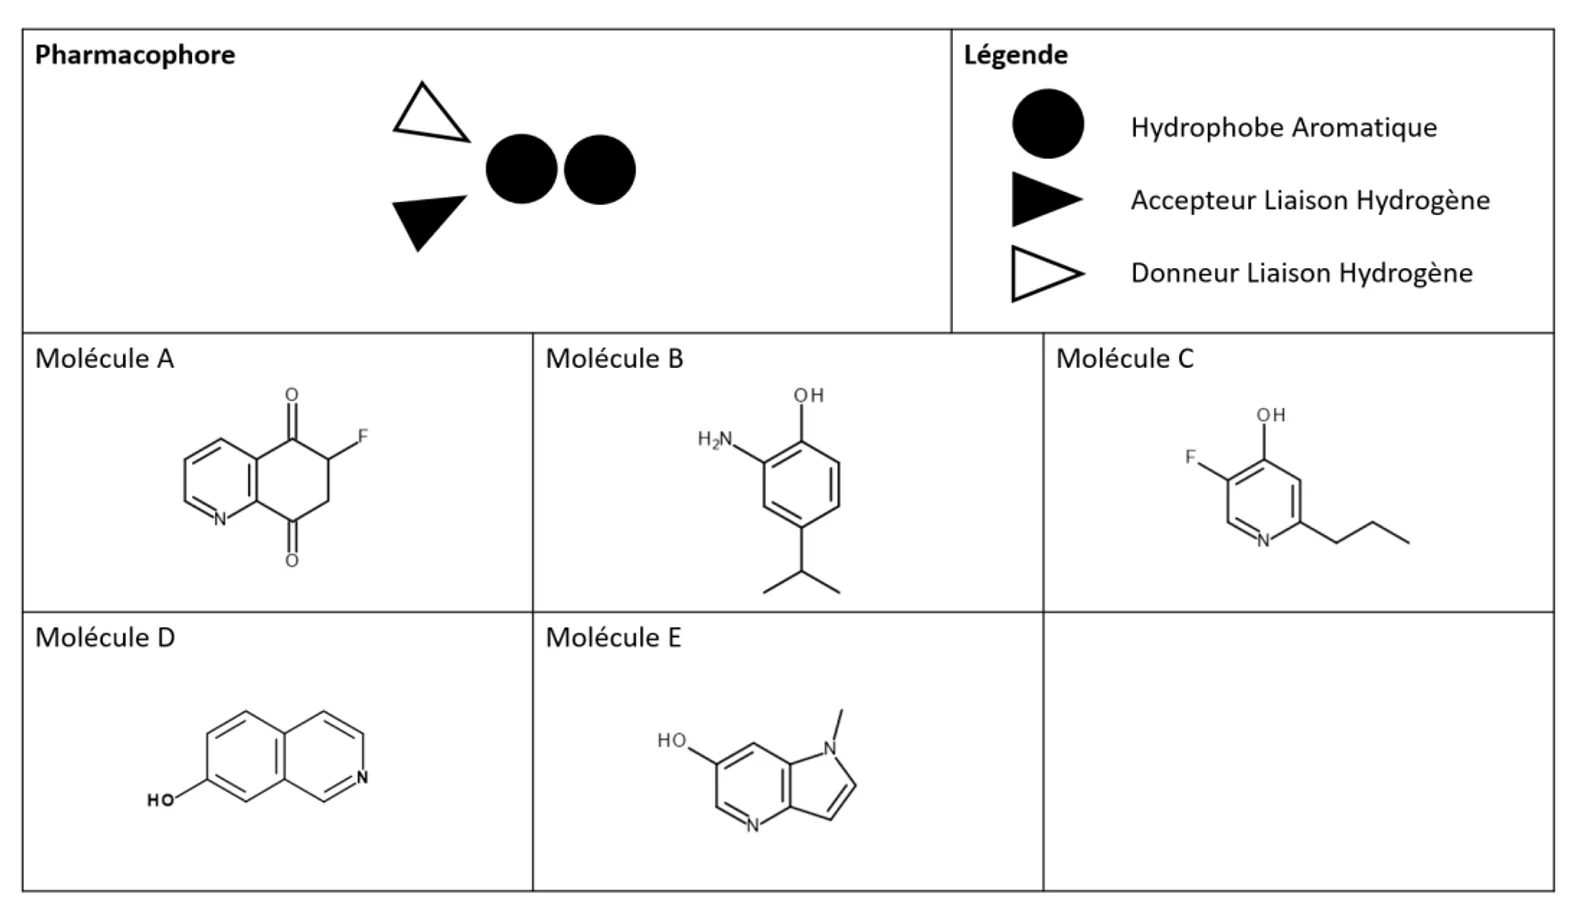 Pharmacophore
Légende
Hydrophobe Aromatique
Accepteur Liaison Hydrogène
Donneur Liaison Hydrogène
Molécule A
O
F
N
O
Molécule B
OH
H₂N
Molécule C
OH
F
N
Molécule D
N
HO
Molécule E
HO
N
N